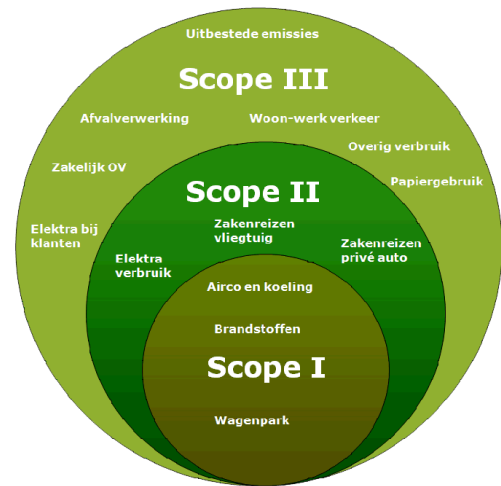 Uitbestede emissies
Scope III
Afvalverwerking
Woon-werk verkeer
Overig verbruik
Zakelijk OV
Papiergebruik
Elektra bij
klanten
Scope II
Zakenreizen
vliegtuig
Zakenreizen
privé auto
Elektra
verbruik
Airco en koeling
Brandstoffen
Scope I
Wagenpark